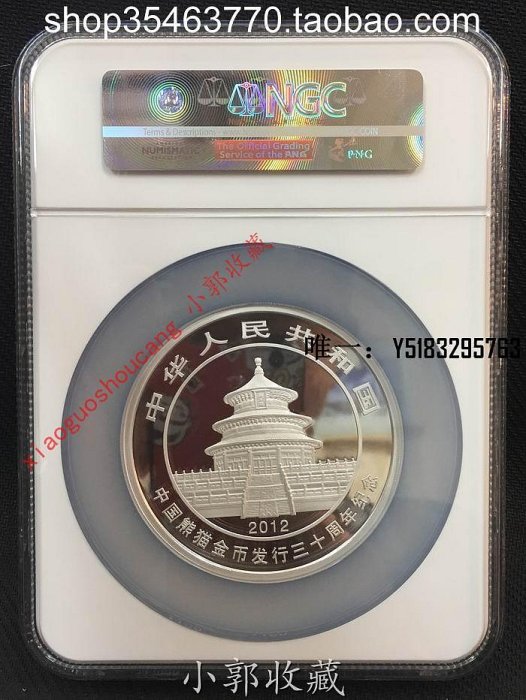 shop35463770.taobao.com
NGC
Terms & Descriptions - www.
NUMISMATIC
The Official Grading
Service of the ANG
PNG
xiaoguoshoucang 小郭收藏
唯一：Y5183295763
中华人民共和国
2012
中国熊猫金币发行三十周年纪念
小郭收藏